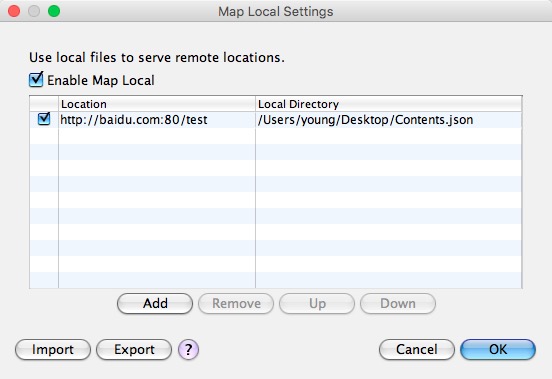 Map Local Settings
Use local files to serve remote locations.
Enable Map Local
Location Local Directory
http://baidu.com:80/test /Users/young/Desktop/Contents.json
Add Remove Up Down
Import Export ? Cancel OK